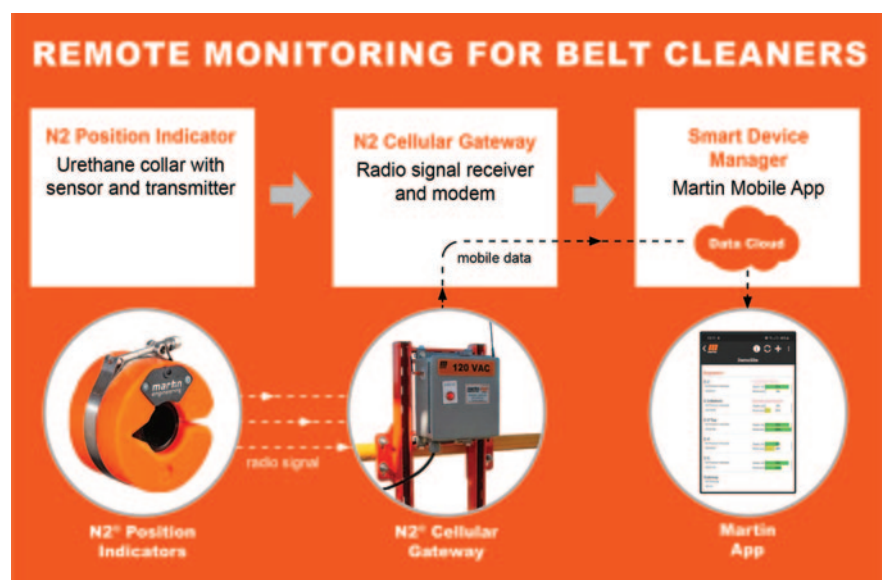 REMOTE MONITORING FOR BELT CLEANERS
N2 Position Indicator
Urethane collar with
sensor and transmitter
N2 Cellular Gateway
Radio signal receiver
and modem
Smart Device
Manager
Martin Mobile App
Data Cloud
mobile data
martin
engineering
120 VAC
radio signal
N2® Position
Indicators
N2® Cellular
Gateway
Martin
App